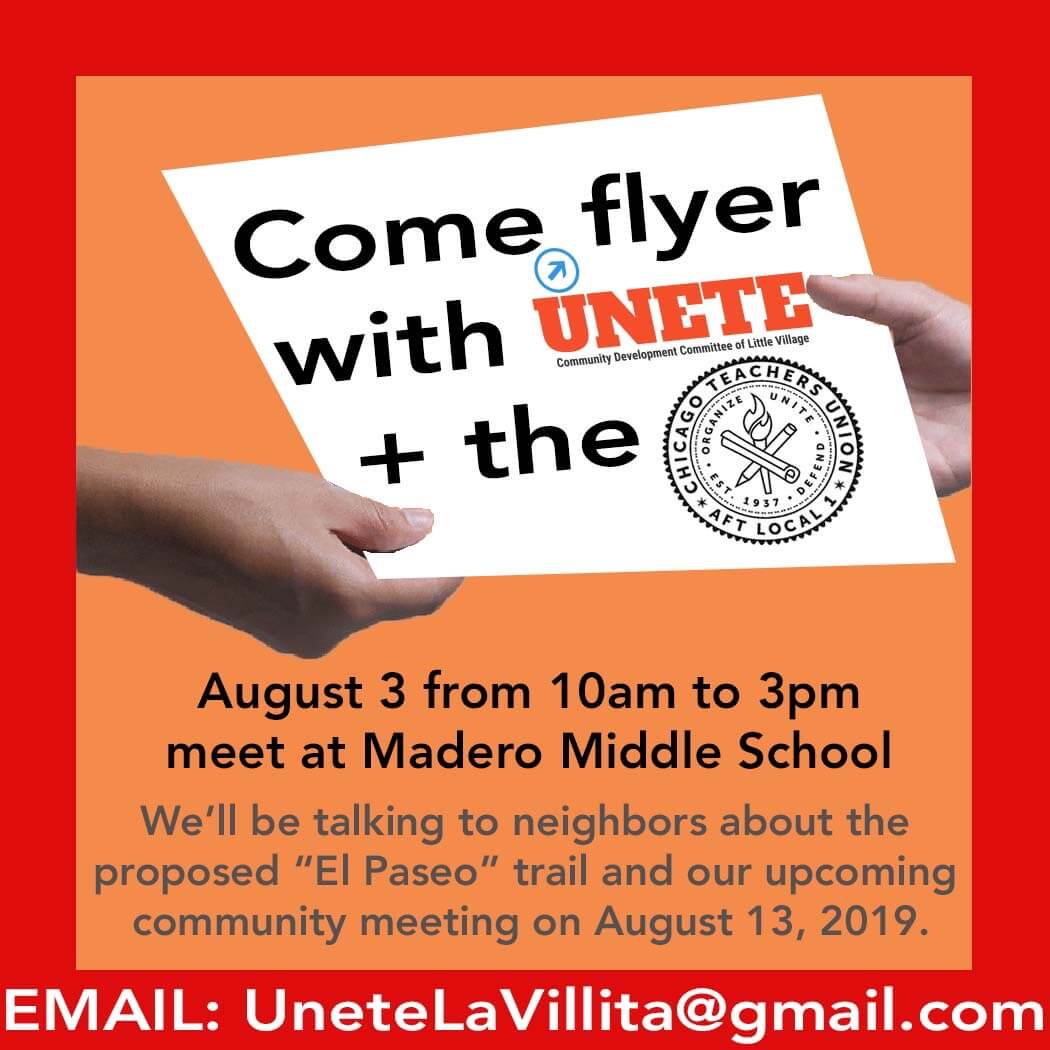 Come flyer
with UNETE
Community Development Committee of Little Village
+ the
CHICAGO TEACHERS UNION
ORGANIZE • UNITE • DEFEND • EST. 1937 •
AFT LOCAL 1
August 3 from 10am to 3pm
meet at Madero Middle School
We’ll be talking to neighbors about the
proposed “El Paseo” trail and our upcoming
community meeting on August 13, 2019.
EMAIL: UneteLaVillita@gmail.com